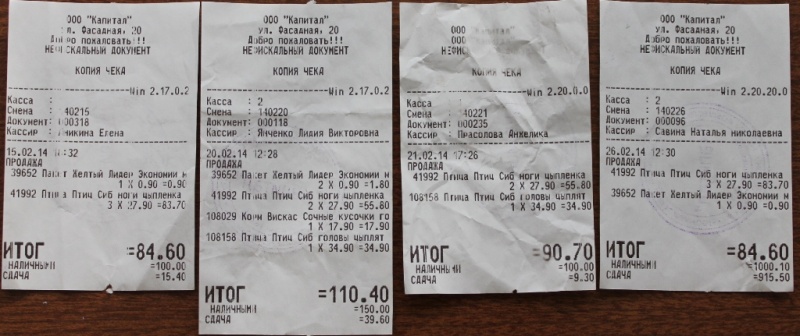 ООО "Капитал"
ул. Фасадная, 20
Добро пожаловать!!!
НЕФИСКАЛЬНЫЙ ДОКУМЕНТ
КОПИЯ ЧЕКА
Win 2.17.0.2
Касса :
Смена : 140215
Документ: 000318
Кассир : Аникина Елена
15.02.14 :32
ПРОДАЖА
39652 Пакет Желтый Лидер Экономии м
1 X 0.90 =0.90
41992 Птица Птич Сиб ноги цыпленка
3 X 27.90 =83.70
ИТОГ =84.60
НАЛИЧНЫМИ =100.00
СДАЧА =15.40
ООО "Капитал"
ул. Фасадная, 20
Добро пожаловать!!!
НЕФИСКАЛЬНЫЙ ДОКУМЕНТ
КОПИЯ ЧЕКА
Win 2.17.0.2
Касса : 2
Смена : 140220
Документ: 000118
Кассир : Янченко Лидия Викторовна
20.02.14 12:28
ПРОДАЖА
39652 Пакет Желтый Лидер Экономии м
2 X 0.90 =1.80
41992 Птица Птич Сиб ноги цыпленка
2 X 27.90 =55.80
108029 Корм Вискас Сочные кусочки го
1 X 17.90 =17.90
108158 Птица Птич Сиб головы цыплят
1 X 34.90 =34.90
ИТОГ =110.40
НАЛИЧНЫМИ =150.00
СДАЧА =39.60
ООО
ООО "Капитал"
НЕФИС
КОПИЯ ЧЕКА
Win 2.20.0.0
Касса :
Смена : 40221
Документ: 000235
Кассир : Прасолова Анжелика
21.02.14 17:26
ПРОДАЖА
41992 Птица Птич Сиб ноги цыпленка
2 X 27.90 =55.80
108158 Птица Птич Сиб головы цыплят
1 X 34.90 =34.90
ИТОГ =90.70
НАЛИЧНЫМИ =100.00
СДАЧА =9.30
ООО "Капитал"
ул. Фасадная, 20
Добро пожаловать!!!
НЕФИСКАЛЬНЫЙ ДОКУМЕНТ
КОПИЯ ЧЕКА
Win 2.20.20.0
Касса : 2
Смена : 140226
Документ: 000096
Кассир : Савина Наталья николаевна
26.02.14 12:30
ПРОДАЖА
41992 Птица Птич Сиб ноги цыпленка
3 X 27.90 =83.70
39652 Пакет Желтый Лидер Экономии м
1 X 0.90 =0.90
ИТОГ =84.60
НАЛИЧНЫМИ =1000.10
СДАЧА =915.50